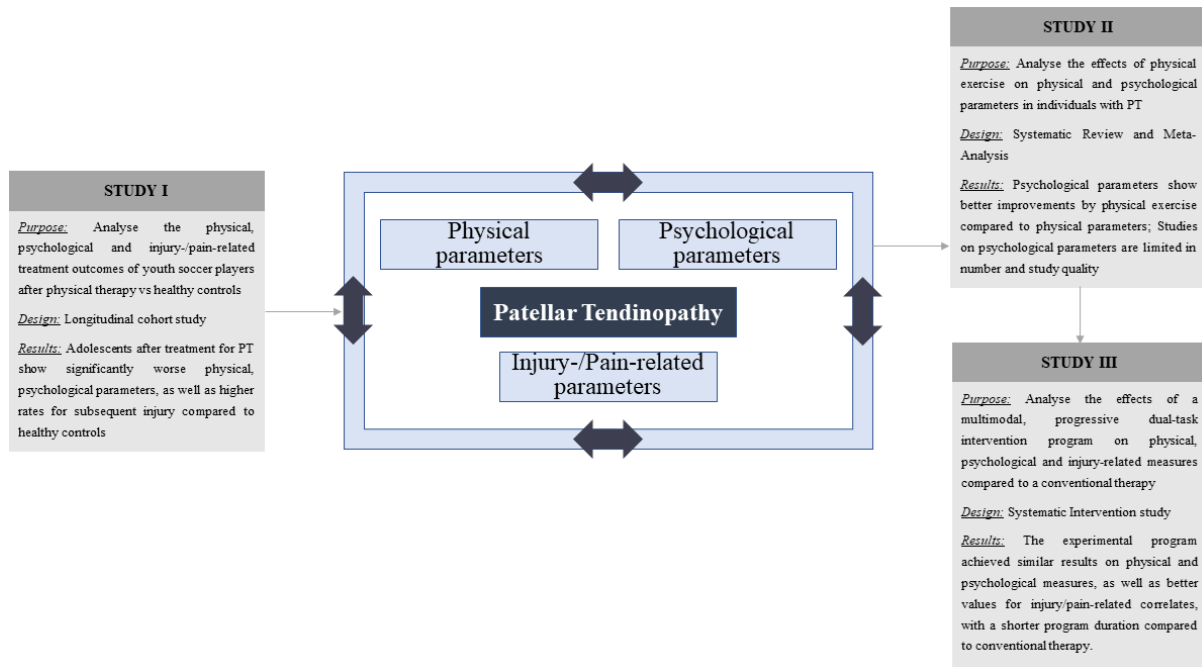 STUDY I
Purpose: Analyse the physical,
psychological and injury-/pain-related
treatment outcomes of youth soccer players
after physical therapy vs healthy controls
Design: Longitudinal cohort study
Results: Adolescents after treatment for PT
show significantly worse physical,
psychological parameters, as well as higher
rates for subsequent injury compared to
healthy controls
Physical
parameters
Psychological
parameters
Patellar Tendinopathy
Injury-/Pain-related
parameters
STUDY II
Purpose: Analyse the effects of physical
exercise on physical and psychological
parameters in individuals with PT
Design: Systematic Review and Meta-
Analysis
Results: Psychological parameters show
better improvements by physical exercise
compared to physical parameters; Studies
on psychological parameters are limited in
number and study quality
STUDY III
Purpose: Analyse the effects of a
multimodal, progressive dual-task
intervention program on physical,
psychological and injury-related measures
compared to a conventional therapy
Design: Systematic Intervention study
Results: The experimental program
achieved similar results on physical and
psychological measures, as well as better
values for injury/pain-related correlates,
with a shorter program duration compared
to conventional therapy.